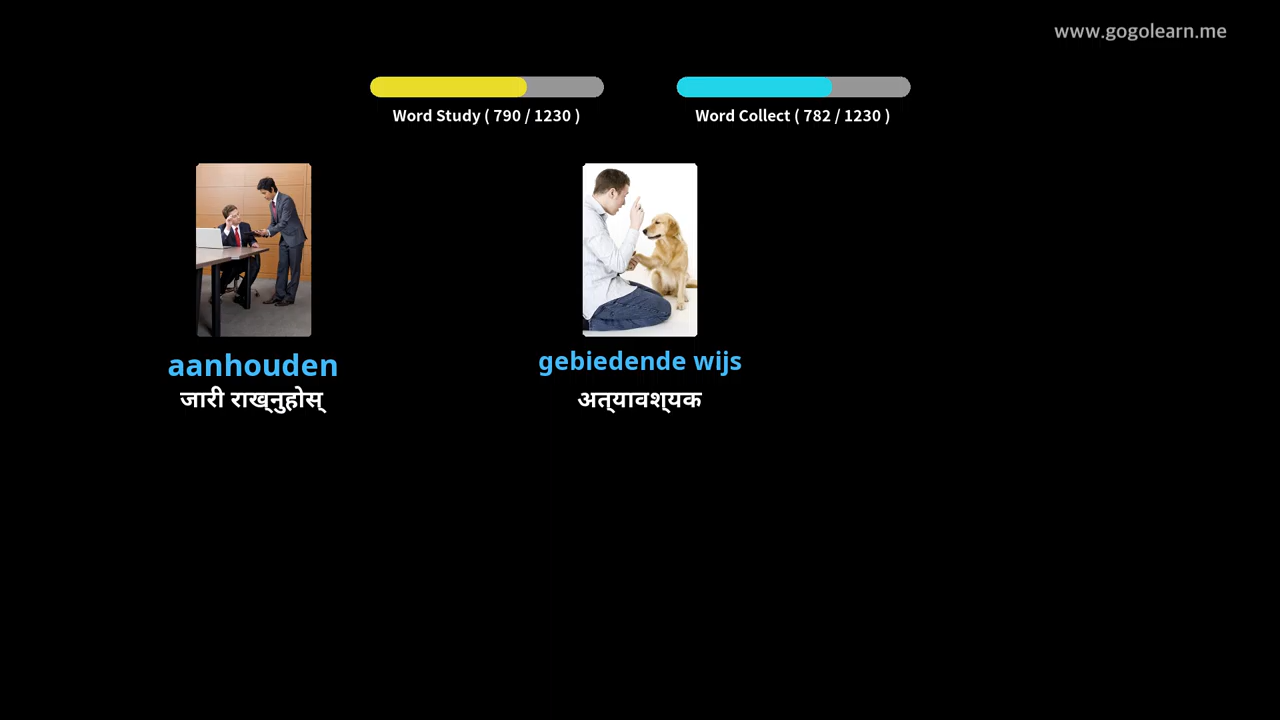 www.gogolearn.me
Word Study ( 790 / 1230 )
Word Collect ( 782 / 1230 )
aanhouden
जारी राख्नुहोस्
gebiedende wijs
अत्यावश्यक